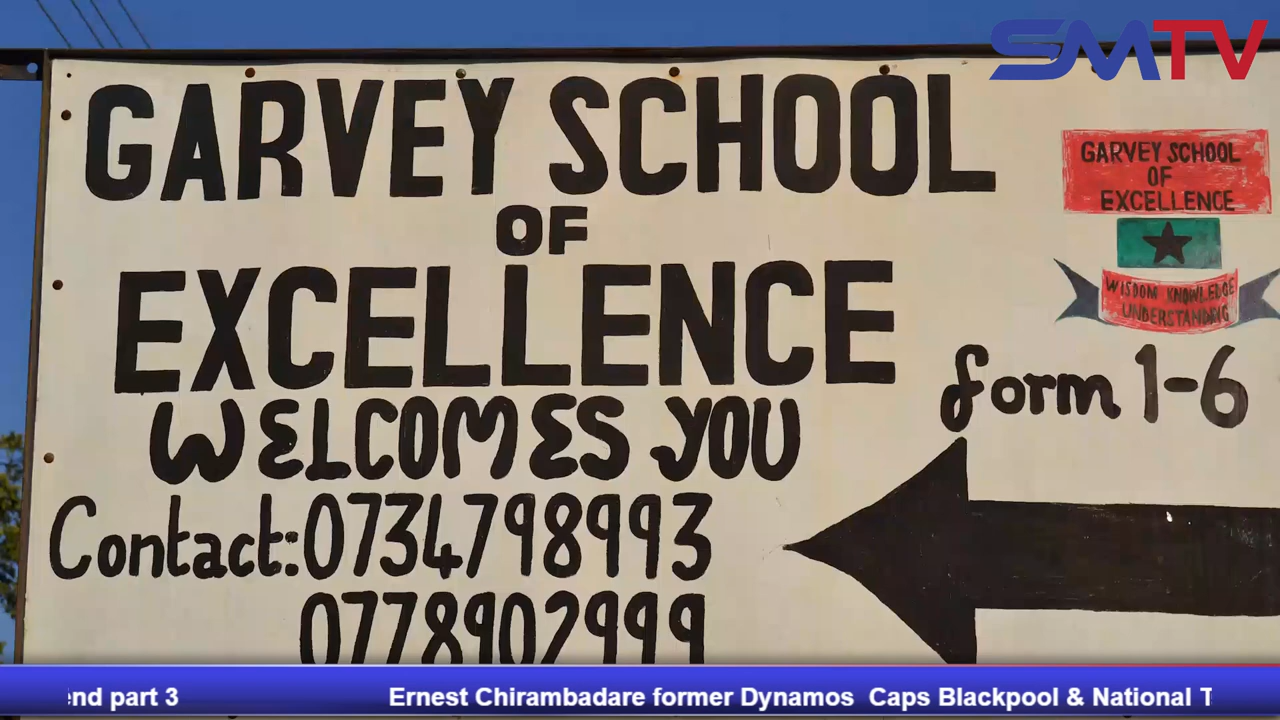 SMTV
GARVEY SCHOOL
OF
EXCELLENCE
WELCOMES YOU
Contact: 0734798993
0778902999
GARVEY SCHOOL
OF
EXCELLENCE
WISDOM KNOWLEDGE
UNDERSTANDING
form 1-6
part 3 Ernest Chirambadare former Dynamos Caps Blackpool & National